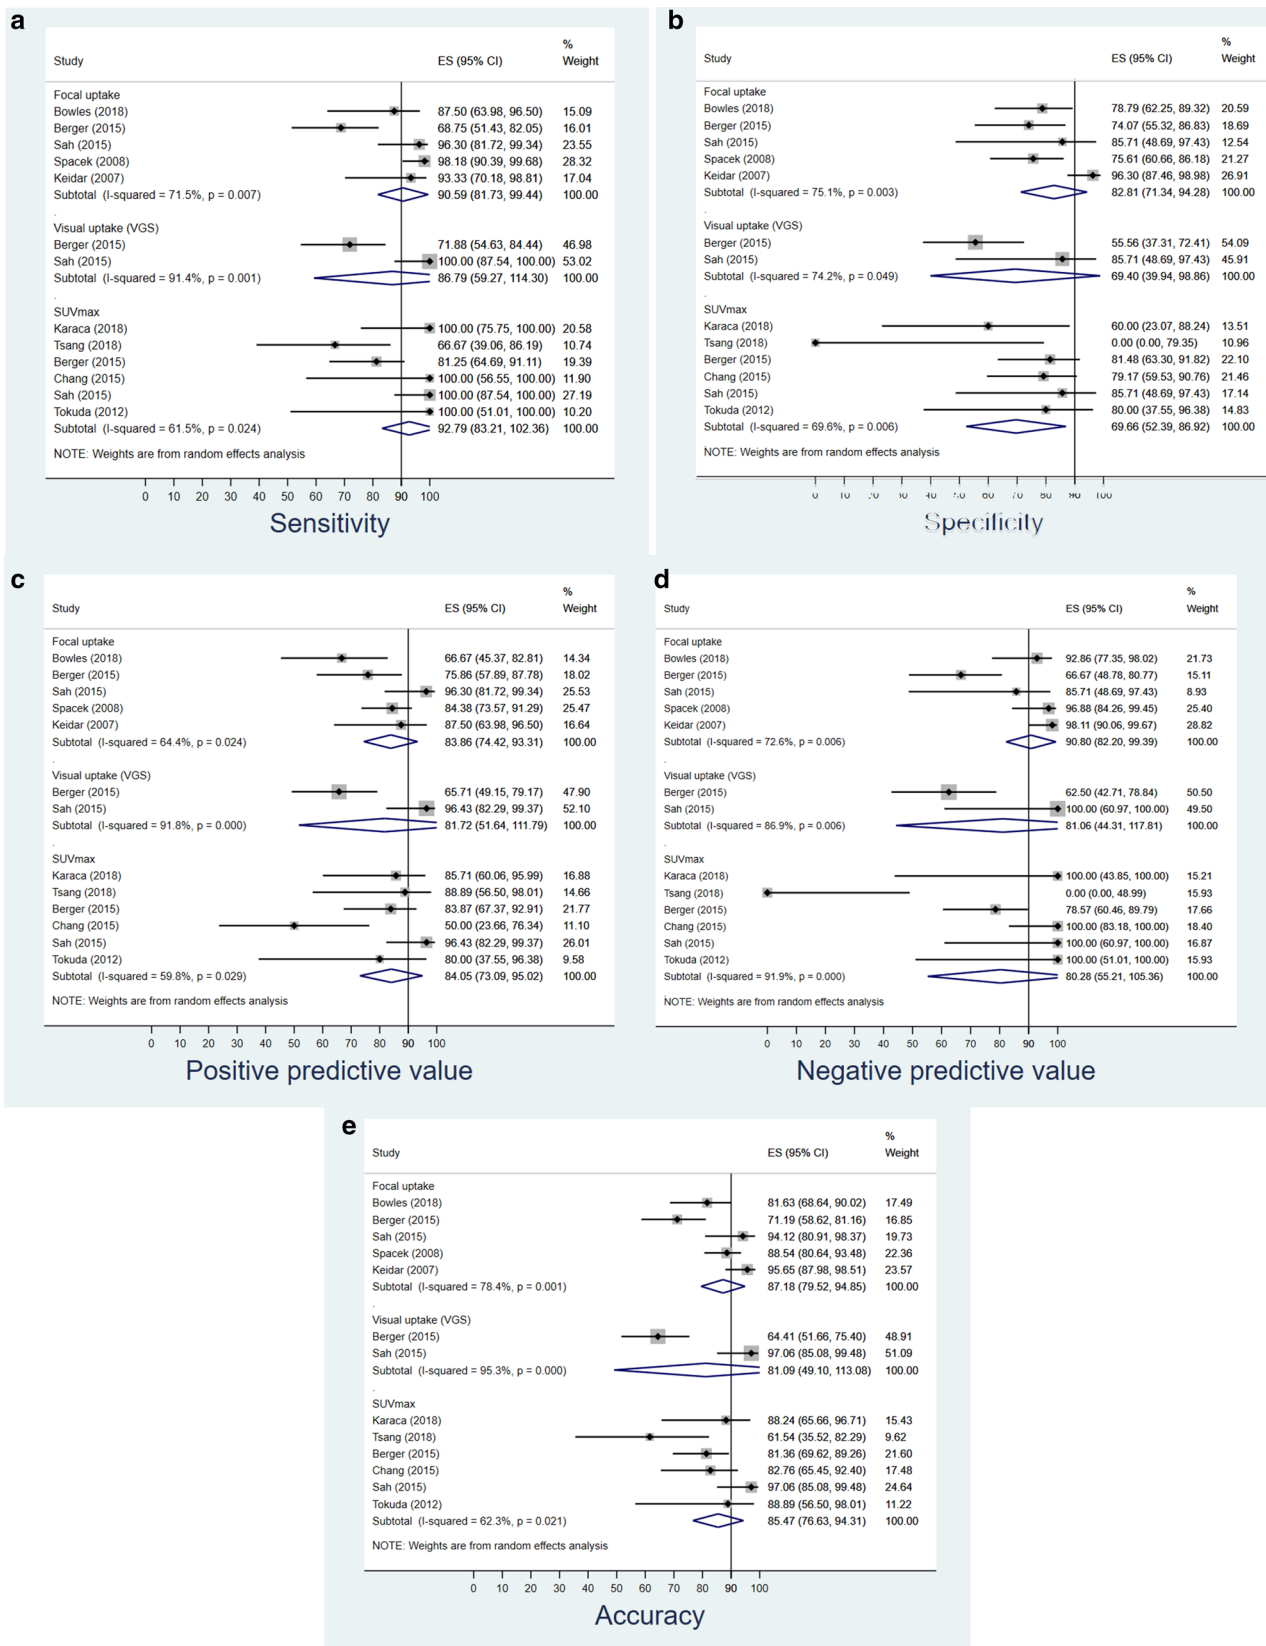 a
%
Study ES (95% CI) Weight
Focal uptake
Bowles (2018) 87.50 (63.98, 96.50) 15.09
Berger (2015) 68.75 (51.43, 82.05) 16.01
Sah (2015) 96.30 (81.72, 99.34) 23.55
Spacek (2008) 98.18 (90.39, 99.68) 28.32
Keidar (2007) 93.33 (70.18, 98.81) 17.04
Subtotal (I-squared = 71.5%, p = 0.007) 90.59 (81.73, 99.44) 100.00
.
Visual uptake (VGS)
Berger (2015) 71.88 (54.63, 84.44) 46.98
Sah (2015) 100.00 (87.54, 100.00) 53.02
Subtotal (I-squared = 91.4%, p = 0.001) 86.79 (59.27, 114.30) 100.00
.
SUVmax
Karaca (2018) 100.00 (75.75, 100.00) 20.58
Tsang (2018) 66.67 (39.06, 86.19) 10.74
Berger (2015) 81.25 (64.69, 91.11) 19.39
Chang (2015) 100.00 (56.55, 100.00) 11.90
Sah (2015) 100.00 (87.54, 100.00) 27.19
Tokuda (2012) 100.00 (51.01, 100.00) 10.20
Subtotal (I-squared = 61.5%, p = 0.024) 92.79 (83.21, 102.36) 100.00
NOTE: Weights are from random effects analysis
0 10 20 30 40 50 60 70 80 90 100
Sensitivity
b
%
Study ES (95% CI) Weight
Focal uptake
Bowles (2018) 78.79 (62.25, 89.32) 20.59
Berger (2015) 74.07 (55.32, 86.83) 18.69
Sah (2015) 85.71 (48.69, 97.43) 12.54
Spacek (2008) 75.61 (60.66, 86.18) 21.27
Keidar (2007) 96.30 (87.46, 98.98) 26.91
Subtotal (I-squared = 75.1%, p = 0.003) 82.81 (71.34, 94.28) 100.00
.
Visual uptake (VGS)
Berger (2015) 55.56 (37.31, 72.41) 54.09
Sah (2015) 85.71 (48.69, 97.43) 45.91
Subtotal (I-squared = 74.2%, p = 0.049) 69.40 (39.94, 98.86) 100.00
.
SUVmax
Karaca (2018) 60.00 (23.07, 88.24) 13.51
Tsang (2018) 0.00 (0.00, 79.35) 10.96
Berger (2015) 81.48 (63.30, 91.82) 22.10
Chang (2015) 79.17 (59.53, 90.76) 21.46
Sah (2015) 85.71 (48.69, 97.43) 17.14
Tokuda (2012) 80.00 (37.55, 96.38) 14.83
Subtotal (I-squared = 69.6%, p = 0.006) 69.66 (52.39, 86.92) 100.00
NOTE: Weights are from random effects analysis
0 10 20 30 40 50 60 70 80 90 100
Specificity
c
%
Study ES (95% CI) Weight
Focal uptake
Bowles (2018) 66.67 (45.37, 82.81) 14.34
Berger (2015) 75.86 (57.89, 87.78) 18.02
Sah (2015) 96.30 (81.72, 99.34) 25.53
Spacek (2008) 84.38 (73.57, 91.29) 25.47
Keidar (2007) 87.50 (63.98, 96.50) 16.64
Subtotal (I-squared = 64.4%, p = 0.024) 83.86 (74.42, 93.31) 100.00
.
Visual uptake (VGS)
Berger (2015) 65.71 (49.15, 79.17) 47.90
Sah (2015) 96.43 (82.29, 99.37) 52.10
Subtotal (I-squared = 91.8%, p = 0.000) 81.72 (51.64, 111.79) 100.00
.
SUVmax
Karaca (2018) 85.71 (60.06, 95.99) 16.88
Tsang (2018) 88.89 (56.50, 98.01) 14.66
Berger (2015) 83.87 (67.37, 92.91) 21.77
Chang (2015) 50.00 (23.66, 76.34) 11.10
Sah (2015) 96.43 (82.29, 99.37) 26.01
Tokuda (2012) 80.00 (37.55, 96.38) 9.58
Subtotal (I-squared = 59.8%, p = 0.029) 84.05 (73.09, 95.02) 100.00
NOTE: Weights are from random effects analysis
0 10 20 30 40 50 60 70 80 90 100
Positive predictive value
d
%
Study ES (95% CI) Weight
Focal uptake
Bowles (2018) 92.86 (77.35, 98.02) 21.73
Berger (2015) 66.67 (48.78, 80.77) 15.11
Sah (2015) 85.71 (48.69, 97.43) 8.93
Spacek (2008) 96.88 (84.26, 99.45) 25.40
Keidar (2007) 98.11 (90.06, 99.67) 28.82
Subtotal (I-squared = 72.6%, p = 0.006) 90.80 (82.20, 99.39) 100.00
.
Visual uptake (VGS)
Berger (2015) 62.50 (42.71, 78.84) 50.50
Sah (2015) 100.00 (60.97, 100.00) 49.50
Subtotal (I-squared = 86.9%, p = 0.006) 81.06 (44.31, 117.81) 100.00
.
SUVmax
Karaca (2018) 100.00 (43.85, 100.00) 15.21
Tsang (2018) 0.00 (0.00, 48.99) 15.93
Berger (2015) 78.57 (60.46, 89.79) 17.66
Chang (2015) 100.00 (83.18, 100.00) 18.40
Sah (2015) 100.00 (60.97, 100.00) 16.87
Tokuda (2012) 100.00 (51.01, 100.00) 15.93
Subtotal (I-squared = 91.9%, p = 0.000) 80.28 (55.21, 105.36) 100.00
NOTE: Weights are from random effects analysis
0 10 20 30 40 50 60 70 80 90 100
Negative predictive value
e
%
Study ES (95% CI) Weight
Focal uptake
Bowles (2018) 81.63 (68.64, 90.02) 17.49
Berger (2015) 71.19 (58.62, 81.16) 16.85
Sah (2015) 94.12 (80.91, 98.37) 19.73
Spacek (2008) 88.54 (80.64, 93.48) 22.36
Keidar (2007) 95.65 (87.98, 98.51) 23.57
Subtotal (I-squared = 78.4%, p = 0.001) 87.18 (79.52, 94.85) 100.00
.
Visual uptake (VGS)
Berger (2015) 64.41 (51.66, 75.40) 48.91
Sah (2015) 97.06 (85.08, 99.48) 51.09
Subtotal (I-squared = 95.3%, p = 0.000) 81.09 (49.10, 113.08) 100.00
.
SUVmax
Karaca (2018) 88.24 (65.66, 96.71) 15.43
Tsang (2018) 61.54 (35.52, 82.29) 9.62
Berger (2015) 81.36 (69.62, 89.26) 21.60
Chang (2015) 82.76 (65.45, 92.40) 17.48
Sah (2015) 97.06 (85.08, 99.48) 24.64
Tokuda (2012) 88.89 (56.50, 98.01) 11.22
Subtotal (I-squared = 62.3%, p = 0.021) 85.47 (76.63, 94.31) 100.00
NOTE: Weights are from random effects analysis
0 10 20 30 40 50 60 70 80 90 100
Accuracy